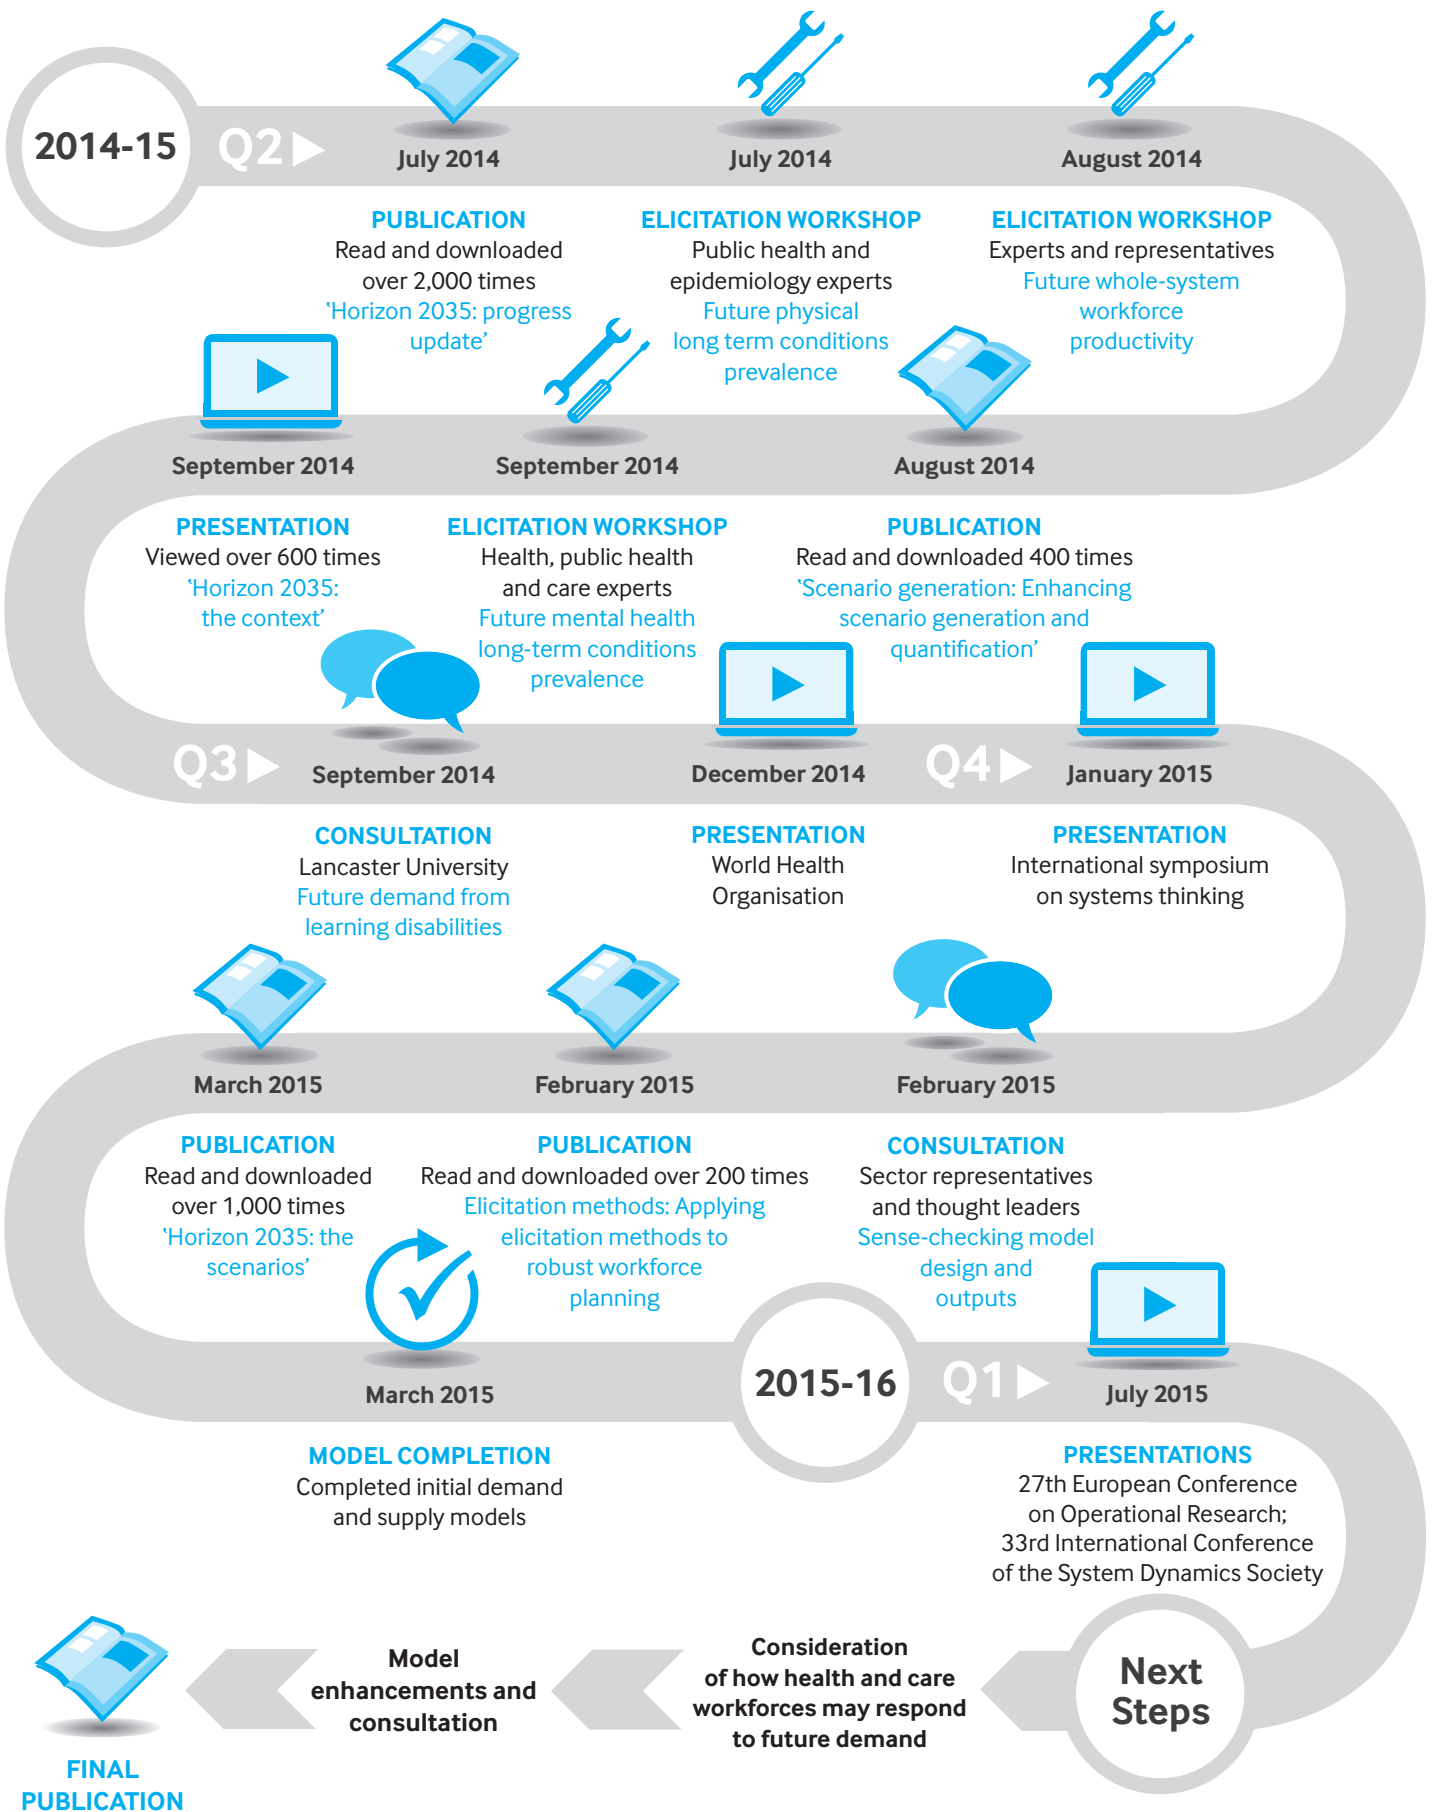 2014-15
Q2
July 2014
July 2014
August 2014
PUBLICATION
Read and downloaded
over 2,000 times
‘Horizon 2035: progress
update’
ELICITATION WORKSHOP
Public health and
epidemiology experts
Future physical
long term conditions
prevalence
ELICITATION WORKSHOP
Experts and representatives
Future whole-system
workforce
productivity
August 2014
PUBLICATION
Read and downloaded 400 times
‘Scenario generation: Enhancing
scenario generation and
quantification’
September 2014
ELICITATION WORKSHOP
Health, public health
and care experts
Future mental health
long-term conditions
prevalence
September 2014
PRESENTATION
Viewed over 600 times
‘Horizon 2035:
the context’
Q3
September 2014
CONSULTATION
Lancaster University
Future demand from
learning disabilities
December 2014
PRESENTATION
World Health
Organisation
Q4
January 2015
PRESENTATION
International symposium
on systems thinking
February 2015
CONSULTATION
Sector representatives
and thought leaders
Sense-checking model
design and
outputs
February 2015
PUBLICATION
Read and downloaded over 200 times
Elicitation methods: Applying
elicitation methods to
robust workforce
planning
March 2015
PUBLICATION
Read and downloaded
over 1,000 times
‘Horizon 2035: the
scenarios’
March 2015
MODEL COMPLETION
Completed initial demand
and supply models
2015-16
Q1
July 2015
PRESENTATIONS
27th European Conference
on Operational Research;
33rd International Conference
of the System Dynamics Society
Next
Steps
Consideration
of how health and care
workforces may respond
to future demand
Model
enhancements and
consultation
FINAL
PUBLICATION